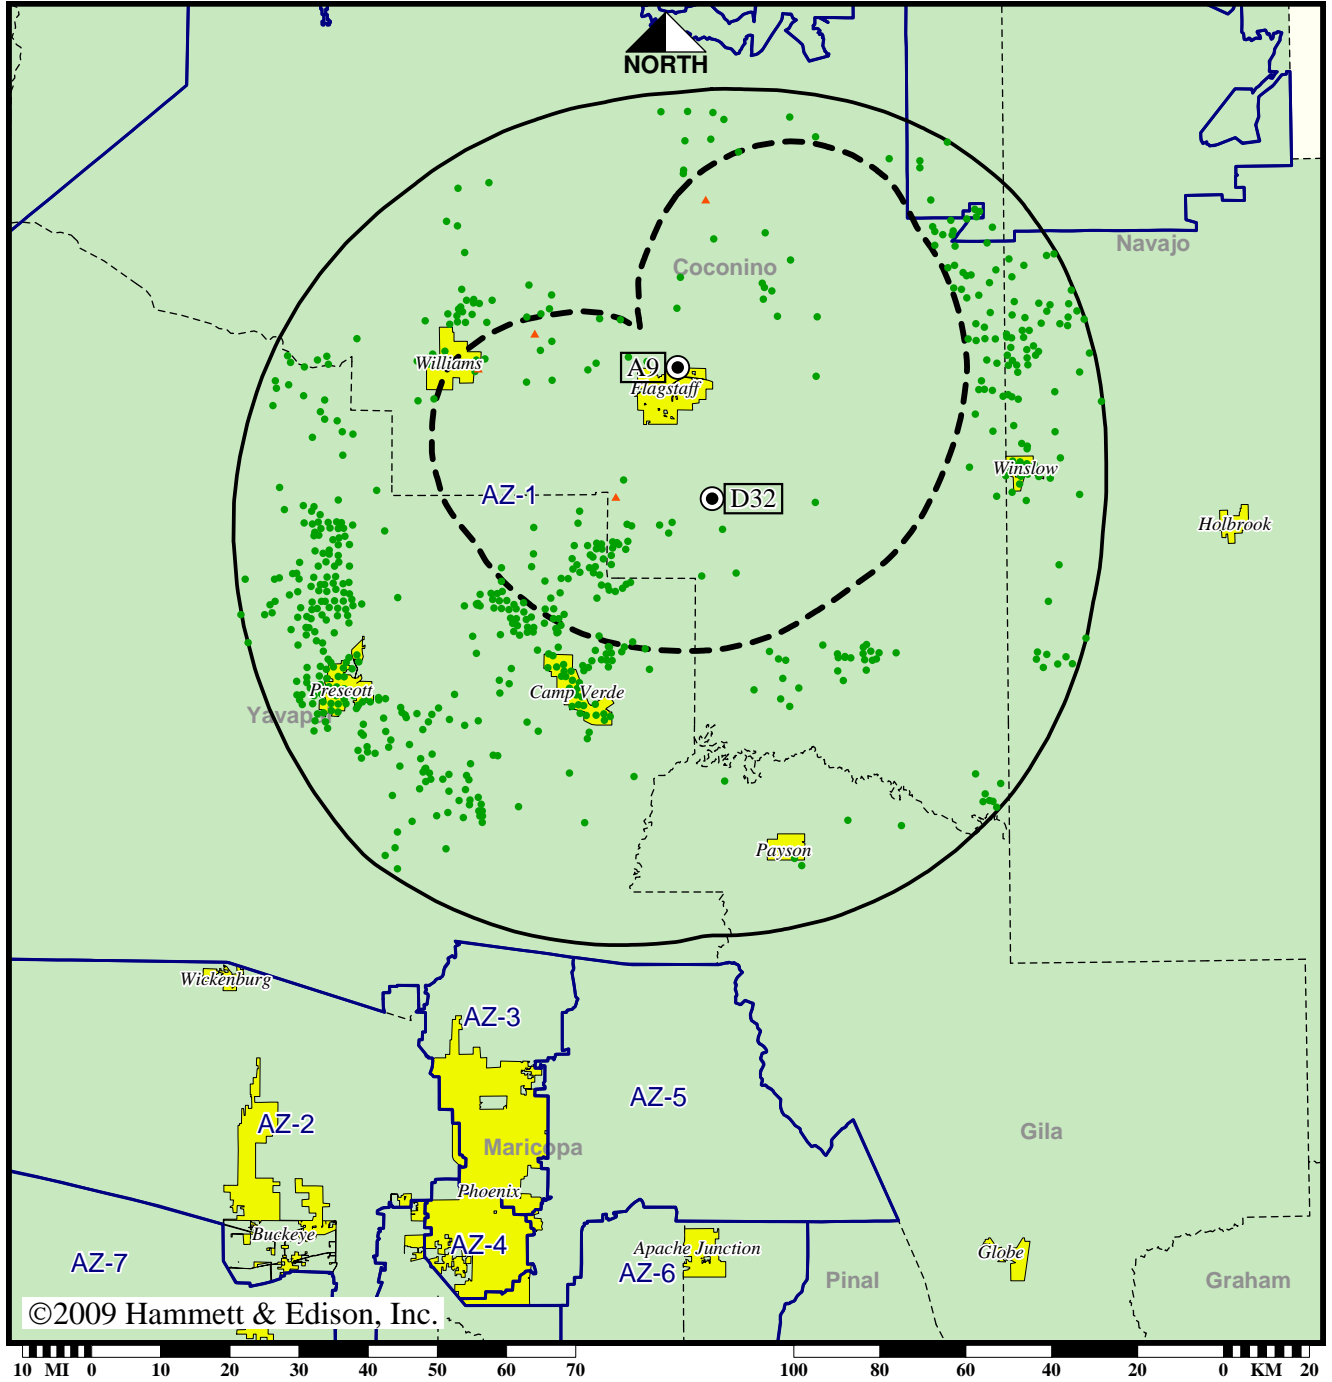 NORTH
Navajo
Coconino
Williams
A9
Flagstaff
Winslow
AZ-1
D32
Holbrook
Prescott
Camp Verde
Yavapai
Payson
Wickenburg
AZ-3
AZ-5
AZ-2
Gila
Maricopa
Phoenix
Buckeye
AZ-4
Apache Junction
Globe
AZ-7
AZ-6
Pinal
Graham
©2009 Hammett & Edison, Inc.
10 MI 0 10 20 30 40 50 60 70 100 80 60 40 20 0 KM 20